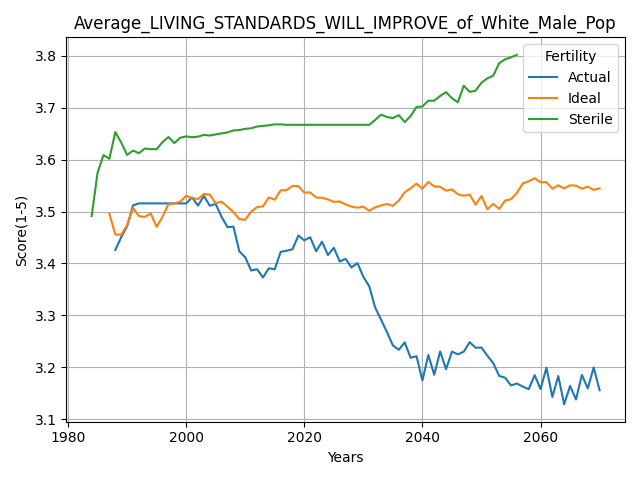 Average_LIVING_STANDARDS_WILL_IMPROVE_of_White_Male_Pop
Score(1-5)
3.8
3.7
3.6
3.5
3.4
3.3
3.2
3.1
Fertility
Actual
Ideal
Sterile
1980 2000 2020 2040 2060
Years